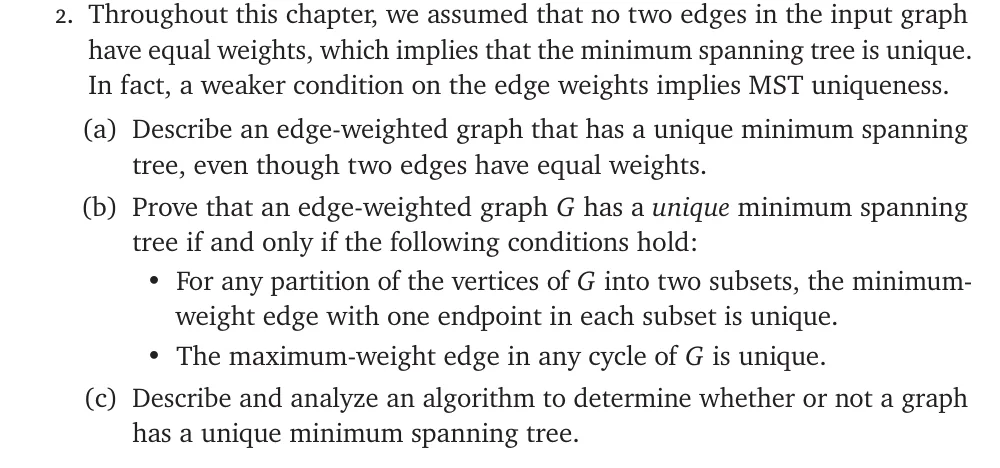 2. Throughout this chapter, we assumed that no two edges in the input graph
have equal weights, which implies that the minimum spanning tree is unique.
In fact, a weaker condition on the edge weights implies MST uniqueness.
(a) Describe an edge-weighted graph that has a unique minimum spanning
tree, even though two edges have equal weights.
(b) Prove that an edge-weighted graph G has a unique minimum spanning
tree if and only if the following conditions hold:
• For any partition of the vertices of G into two subsets, the minimum-
weight edge with one endpoint in each subset is unique.
• The maximum-weight edge in any cycle of G is unique.
(c) Describe and analyze an algorithm to determine whether or not a graph
has a unique minimum spanning tree.